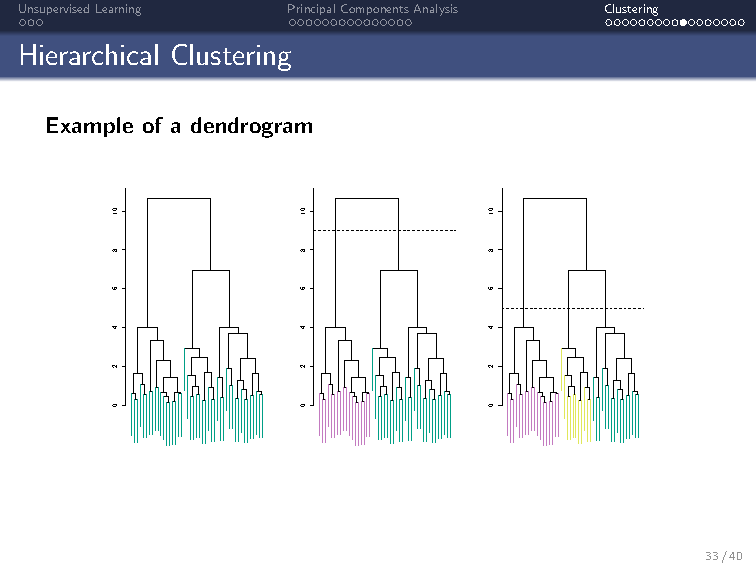 Unsupervised Learning Principal Components Analysis Clustering
Hierarchical Clustering
Example of a dendrogram
10 10 10
8 8 8
6 6 6
4 4 4
2 2 2
0 0 0
33 / 40